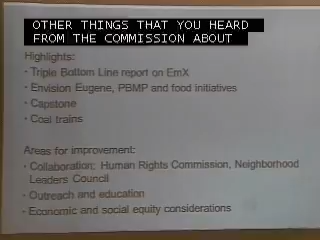 OTHER THINGS THAT YOU HEARD
FROM THE COMMISSION ABOUT
Highlights:
· Triple Bottom Line report on EmX
· Envision Eugene, PBMP and food initiatives
· Capstone
· Coal trains
Areas for improvement:
· Collaboration: Human Rights Commission, Neighborhood
Leaders Council
· Outreach and education
· Economic and social equity considerations